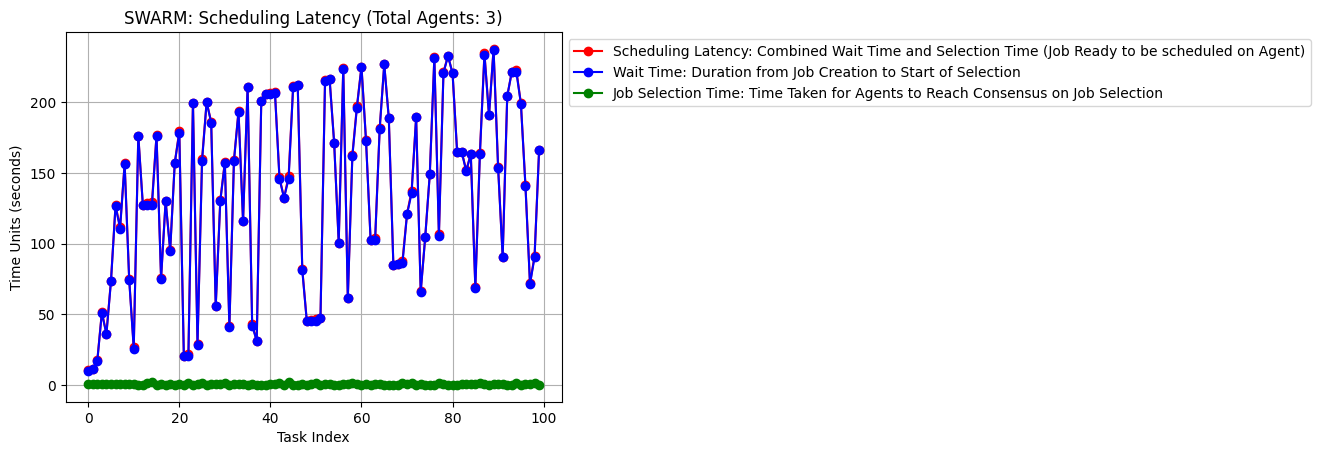 SWARM: Scheduling Latency (Total Agents: 3)
Scheduling Latency: Combined Wait Time and Selection Time (Job Ready to be scheduled on Agent)
Wait Time: Duration from Job Creation to Start of Selection
Job Selection Time: Time Taken for Agents to Reach Consensus on Job Selection
Time Units (seconds)
200
150
100
50
0
0 20 40 60 80 100
Task Index